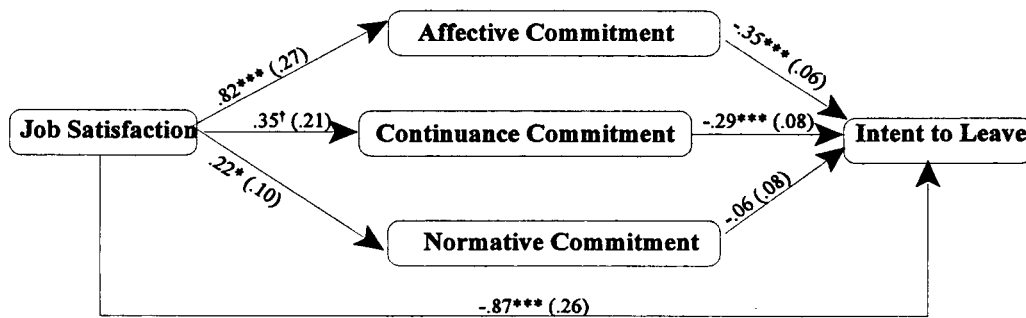 Affective Commitment
.82*** (.27)
-.35*** (.06)
Job Satisfaction
.35† (.21)
Continuance Commitment
-.29*** (.08)
Intent to Leave
.22* (.10)
-.06 (.08)
Normative Commitment
-.87*** (.26)